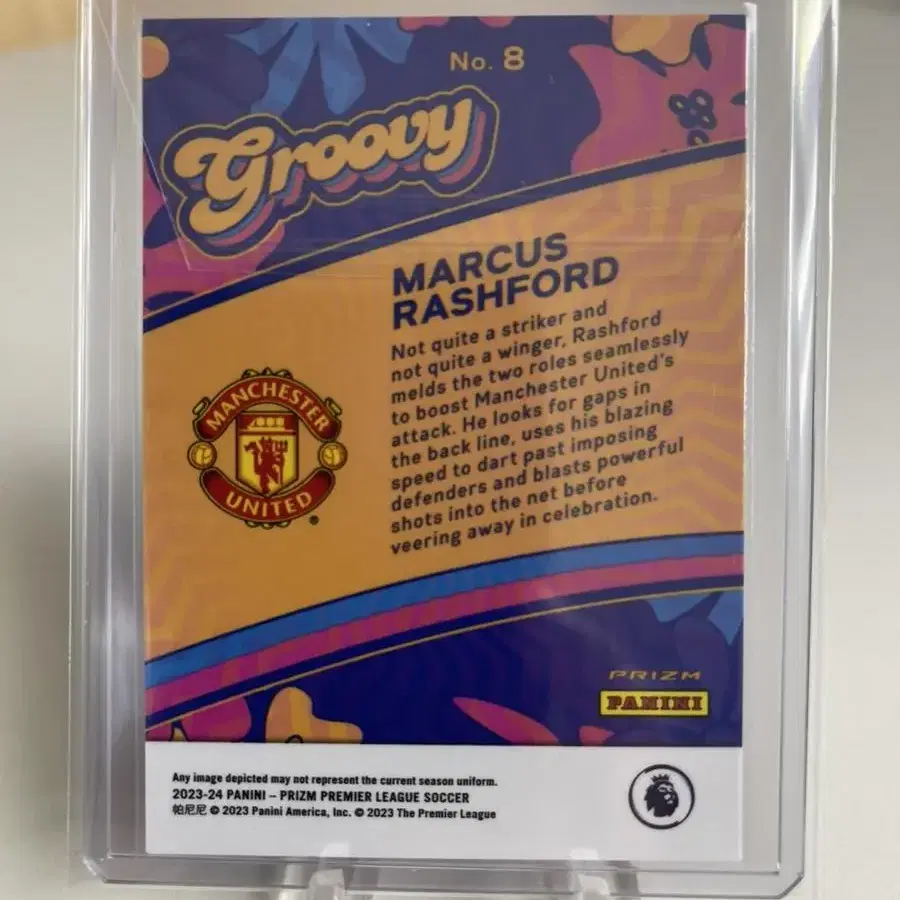 No. 8
Groovy
MARCUS
RASHFORD
Not quite a striker and
not quite a winger, Rashford
melds the two roles seamlessly
to boost Manchester United's
attack. He looks for gaps in
the back line, uses his blazing
speed to dart past imposing
defenders and blasts powerful
shots into the net before
veering away in celebration.
MANCHESTER
UNITED
®
PRIZM
PANINI
Any image depicted may not represent the current season uniform.
2023-24 PANINI – PRIZM PREMIER LEAGUE SOCCER
帕尼尼 © 2023 Panini America, Inc. © 2023 The Premier League